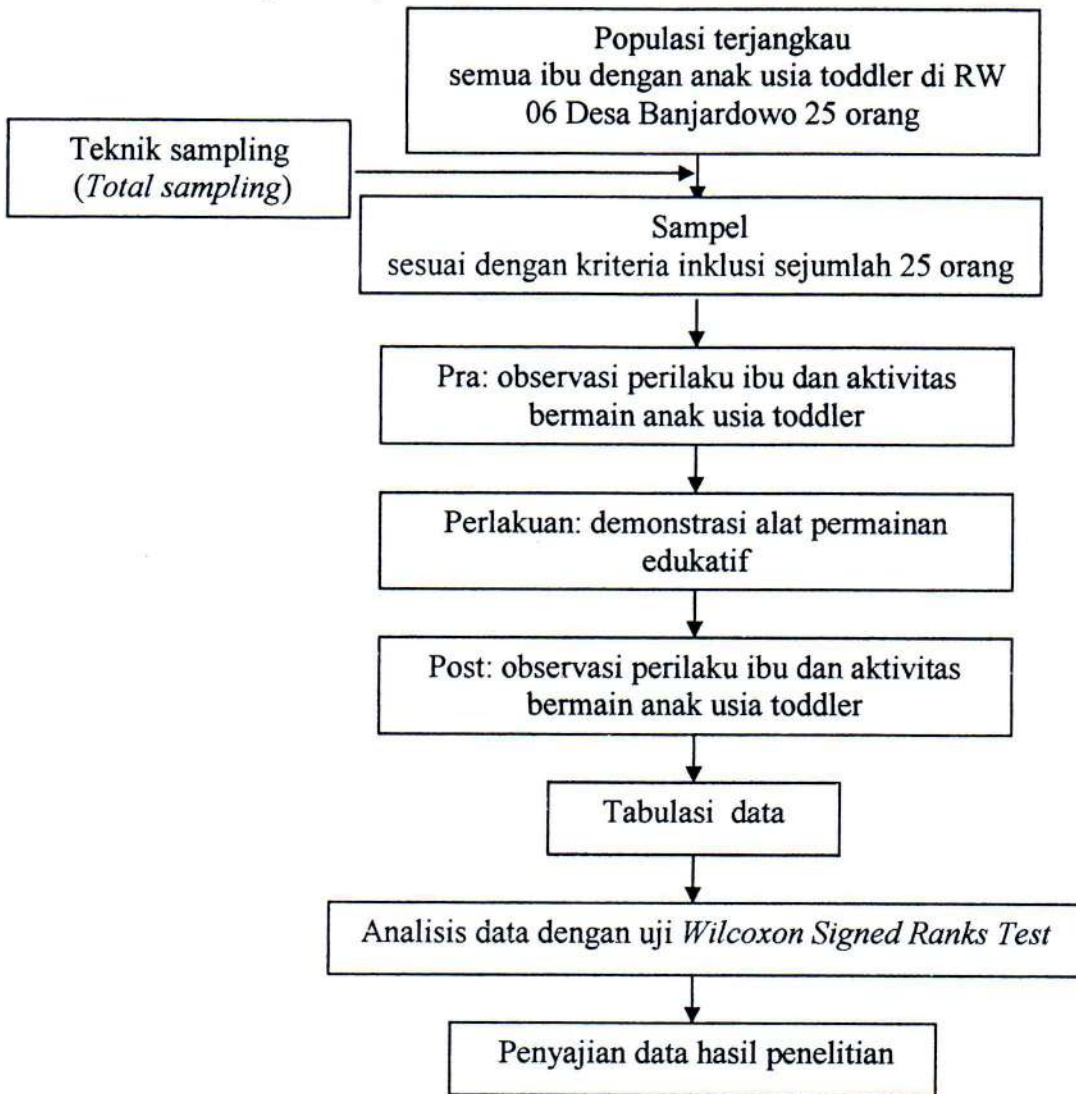 Populasi terjangkau
semua ibu dengan anak usia toddler di RW
06 Desa Banjardowo 25 orang
Teknik sampling
(Total sampling)
Sampel
sesuai dengan kriteria inklusi sejumlah 25 orang
Pra: observasi perilaku ibu dan aktivitas
bermain anak usia toddler
Perlakuan: demonstrasi alat permainan
edukatif
Post: observasi perilaku ibu dan aktivitas
bermain anak usia toddler
Tabulasi data
Analisis data dengan uji Wilcoxon Signed Ranks Test
Penyajian data hasil penelitian